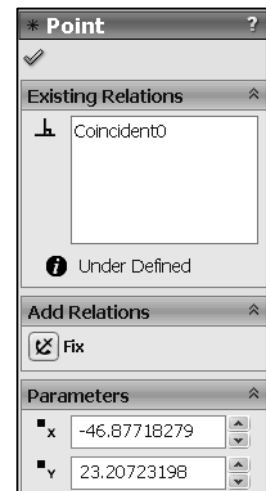 * Point ?
Existing Relations
Coincident0
i Under Defined
Add Relations
Fix
Parameters
x -46.87718279
Y 23.20723198